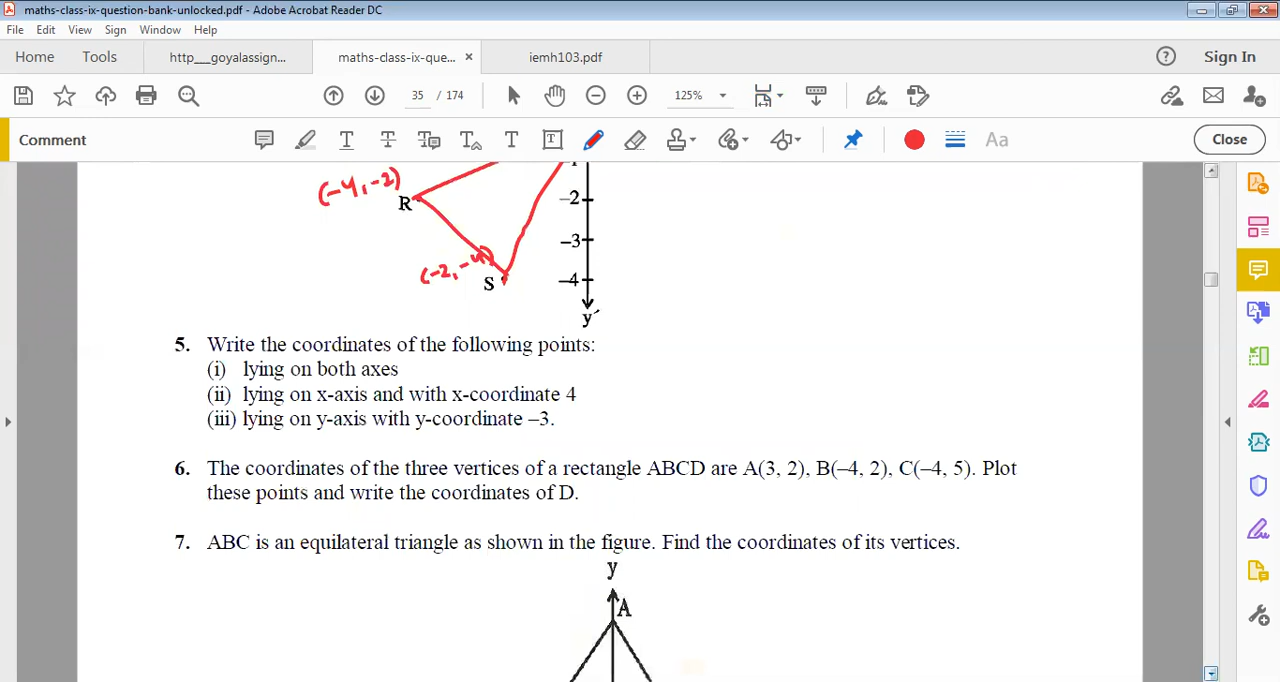 maths-class-ix-question-bank-unlocked.pdf - Adobe Acrobat Reader DC
File Edit View Sign Window Help
Home Tools http___goyalassign... maths-class-ix-que... × iemh103.pdf ? Sign In
35 / 174 125%
Comment T T T T T Aa Close
(-4, -2)
R
-1
-2
-3
(-2, -4)
S
-4
y′
5. Write the coordinates of the following points:
(i) lying on both axes
(ii) lying on x-axis and with x-coordinate 4
(iii) lying on y-axis with y-coordinate –3.
6. The coordinates of the three vertices of a rectangle ABCD are A(3, 2), B(–4, 2), C(–4, 5). Plot
these points and write the coordinates of D.
7. ABC is an equilateral triangle as shown in the figure. Find the coordinates of its vertices.
y
A